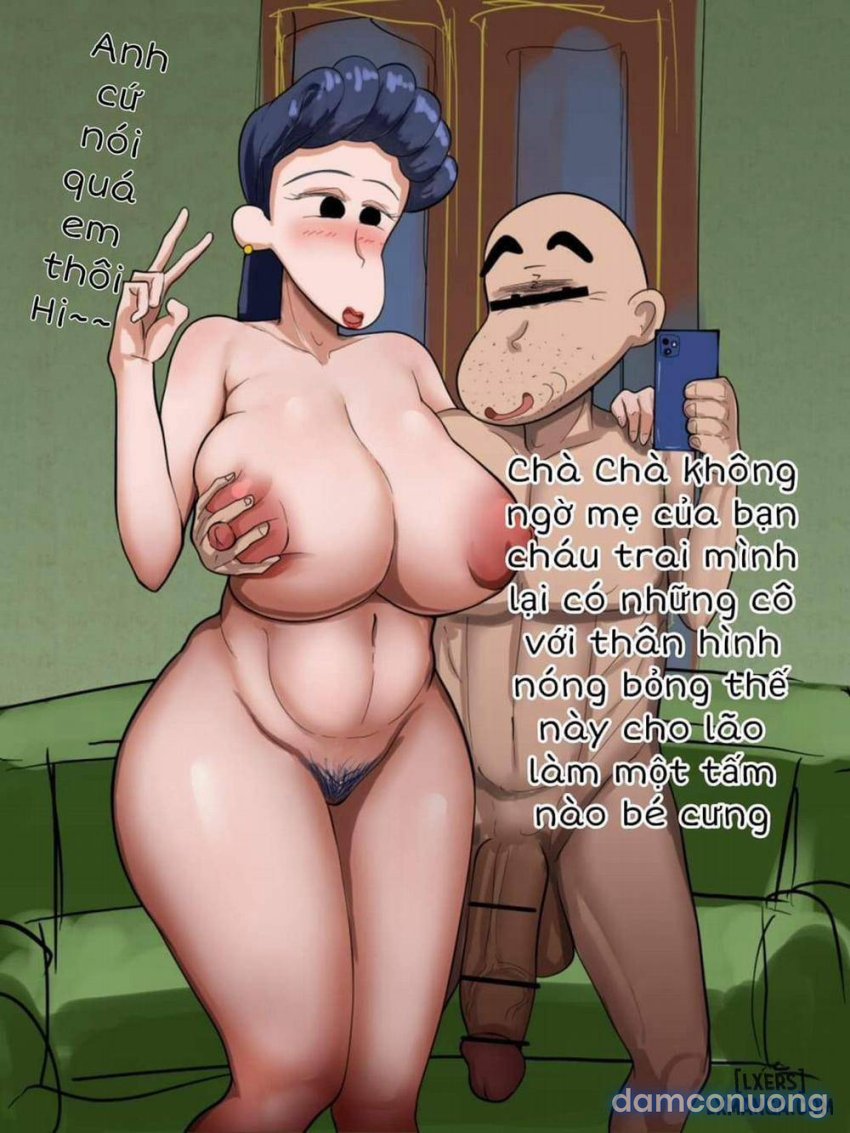 Anh
cứ
nói
quá
em
thôi
Hi~~
Chà Chà không
ngờ mẹ của bạn
cháu trai mình
lại có những cô
với thân hình
nóng bỏng thế
này cho lão
làm một tấm
nào bé cưng
[LXERS]
damconuong